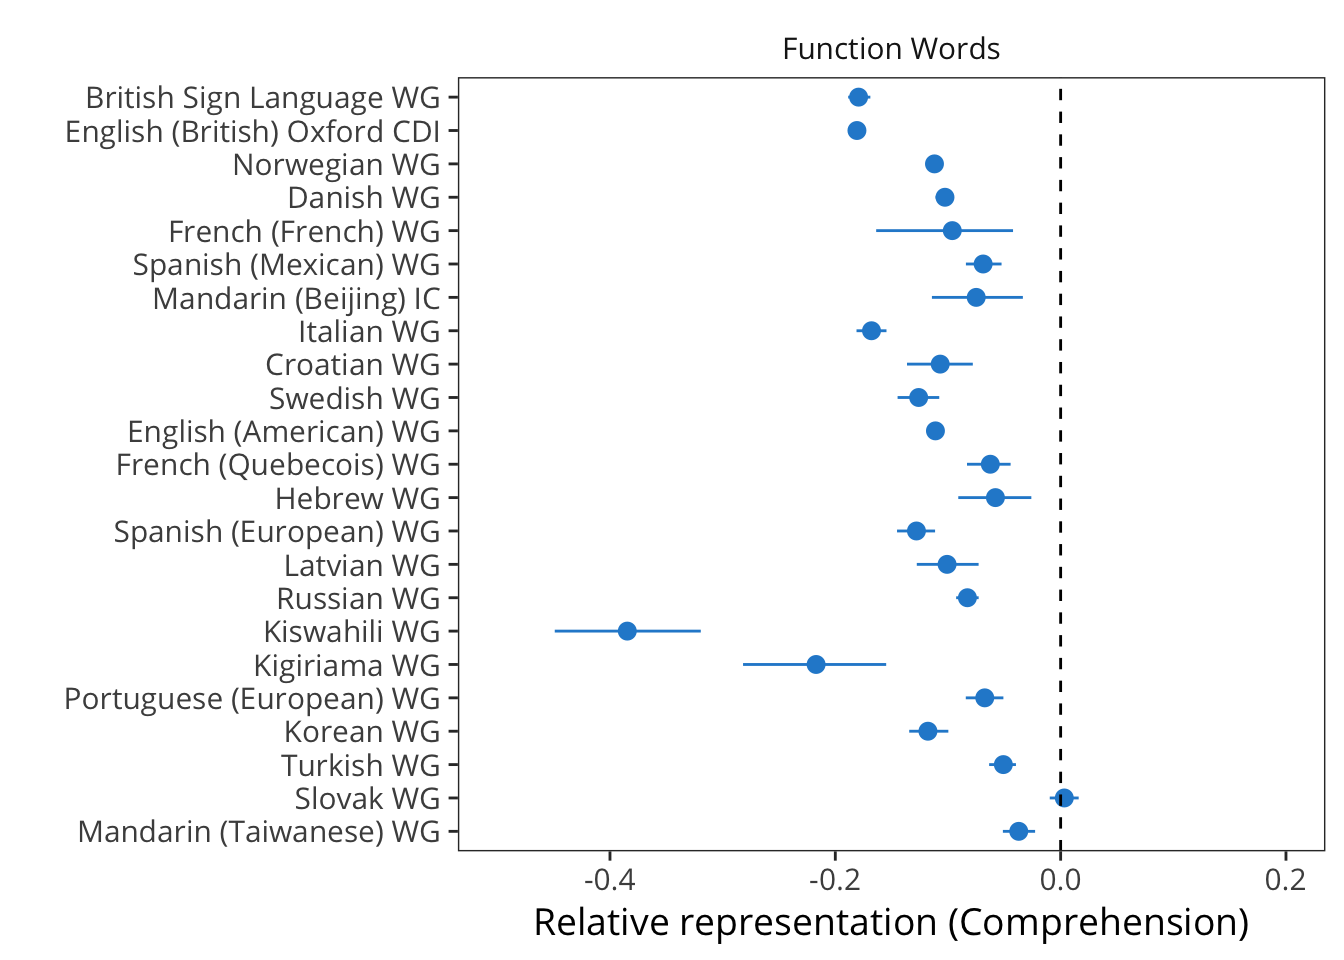 Function Words
British Sign Language WG
English (British) Oxford CDI
Norwegian WG
Danish WG
French (French) WG
Spanish (Mexican) WG
Mandarin (Beijing) IC
Italian WG
Croatian WG
Swedish WG
English (American) WG
French (Quebecois) WG
Hebrew WG
Spanish (European) WG
Latvian WG
Russian WG
Kiswahili WG
Kigiriama WG
Portuguese (European) WG
Korean WG
Turkish WG
Slovak WG
Mandarin (Taiwanese) WG
-0.4 -0.2 0.0 0.2
Relative representation (Comprehension)